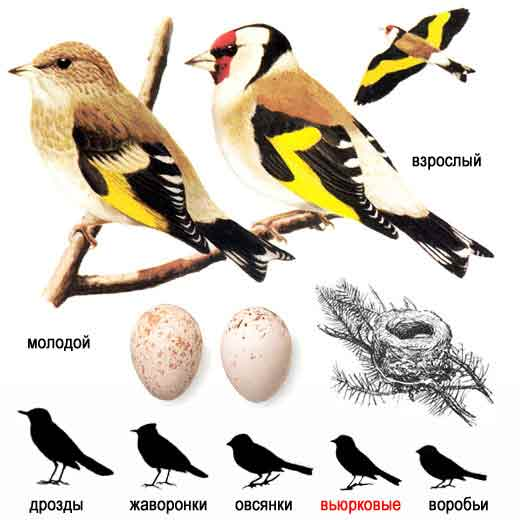 взрослый
молодой
дрозды жаворонки овсянки вьюрковые воробьи